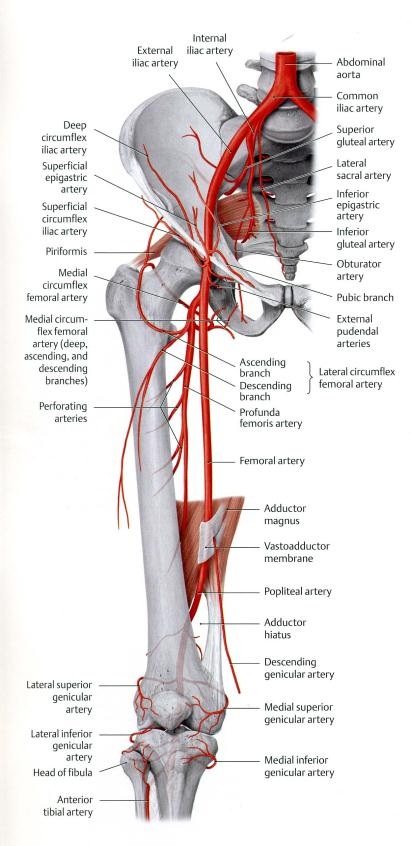 Internal
iliac artery
External
iliac artery
Abdominal
aorta
Common
iliac artery
Superior
gluteal artery
Lateral
sacral artery
Inferior
epigastric
artery
Inferior
gluteal artery
Obturator
artery
Pubic branch
External
pudendal
arteries
Deep
circumflex
iliac artery
Superficial
epigastric
artery
Superficial
circumflex
iliac artery
Piriformis
Medial
circumflex
femoral artery
Medial circum-
flex femoral
artery (deep,
ascending, and
descending
branches)
Perforating
arteries
Ascending
branch
Descending
branch
Lateral circumflex
femoral artery
Profunda
femoris artery
Femoral artery
Adductor
magnus
Vastoadductor
membrane
Popliteal artery
Adductor
hiatus
Descending
genicular artery
Medial superior
genicular artery
Medial inferior
genicular artery
Lateral superior
genicular
artery
Lateral inferior
genicular
artery
Head of fibula
Anterior
tibial artery